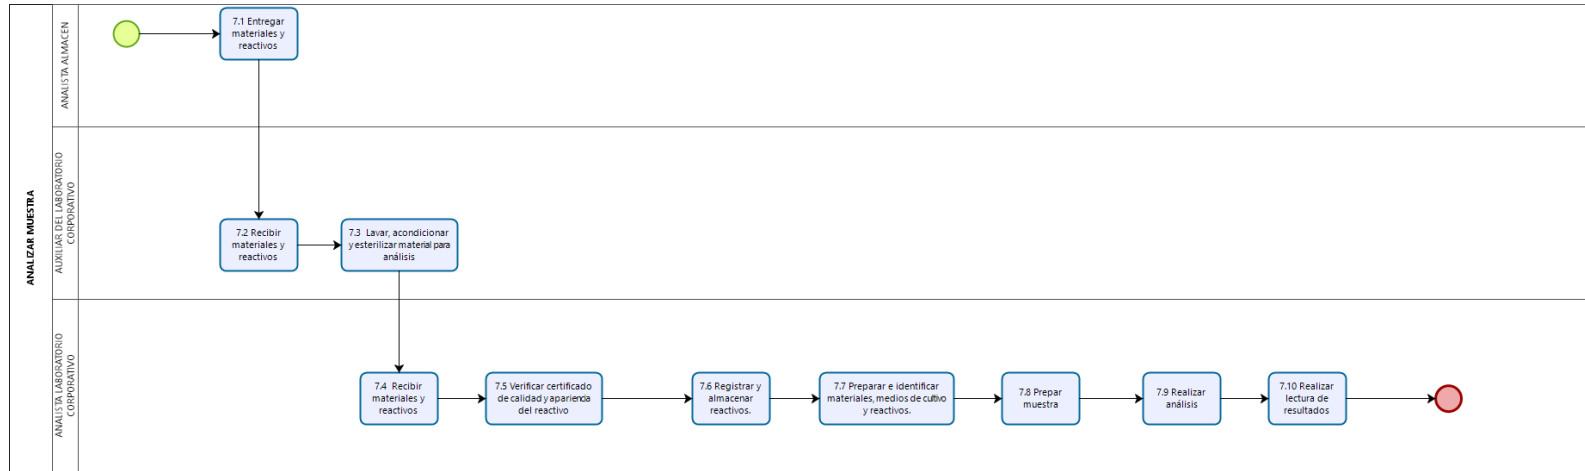 ANALIZAR MUESTRA
ANALISTA ALMACEN
7.1 Entregar
materiales y
reactivos
AUXILIAR DEL LABORATORIO
CORPORATIVO
7.2 Recibir
materiales y
reactivos
7.3 Lavar, acondicionar
y esterilizar material para
análisis
ANALISTA LABORATORIO
CORPORATIVO
7.4 Recibir
materiales y
reactivos
7.5 Verificar certificado
de calidad y apariencia
del reactivo
7.6 Registrar y
almacenar
reactivos.
7.7 Preparar e identificar
materiales, medios de cultivo
y reactivos.
7.8 Prepar
muestra
7.9 Realizar
análisis
7.10 Realizar
lectura de
resultados